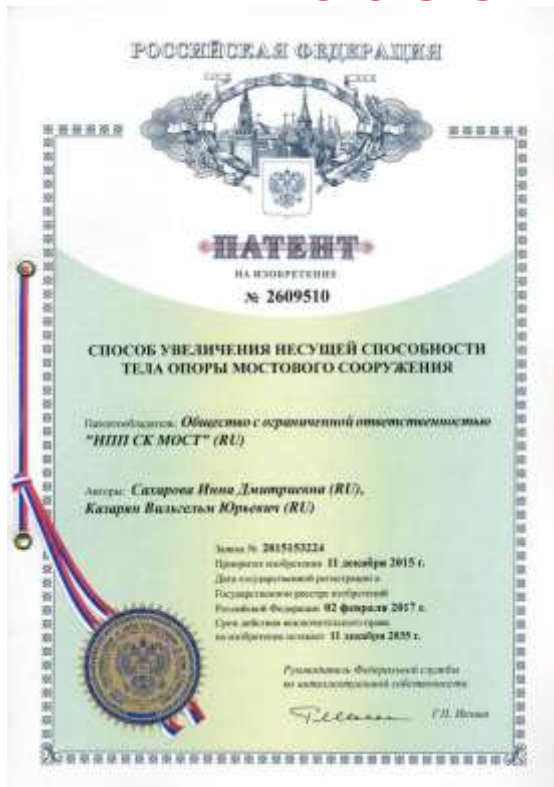 РОССИЙСКАЯ ФЕДЕРАЦИЯ
ПАТЕНТ
НА ИЗОБРЕТЕНИЕ
№ 2609510
СПОСОБ УВЕЛИЧЕНИЯ НЕСУЩЕЙ СПОСОБНОСТИ
ТЕЛА ОПОРЫ МОСТОВОГО СООРУЖЕНИЯ
Патентообладатель: Общество с ограниченной ответственностью
"НПП СК МОСТ" (RU)
Авторы: Сахарова Инна Дмитриевна (RU),
Казарян Вильгельм Юрьевич (RU)
Заявка № 2015153224
Приоритет изобретения 11 декабря 2015 г.
Дата государственной регистрации в
Государственном реестре изобретений
Российской Федерации 02 февраля 2017 г.
Срок действия исключительного права
на изобретение истекает 11 декабря 2035 г.
Руководитель Федеральной службы
по интеллектуальной собственности
Г.П. Ивлиев